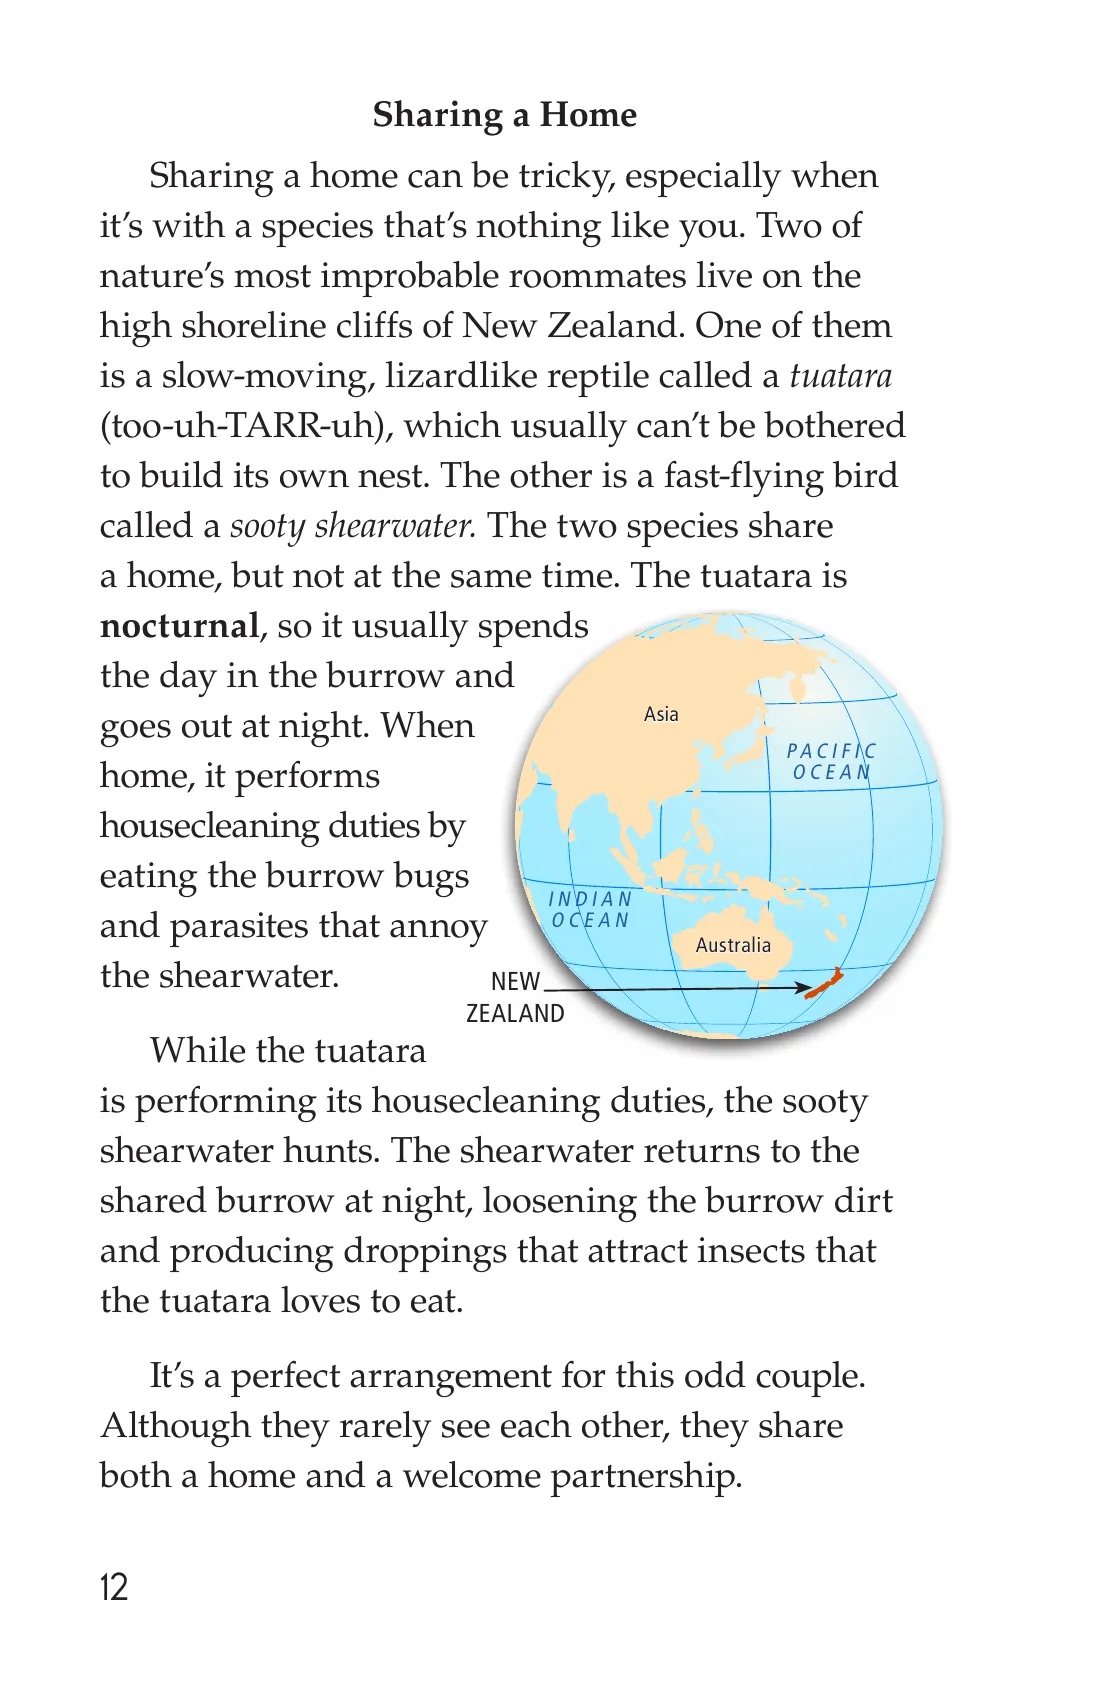 Sharing a Home
Sharing a home can be tricky, especially when
it’s with a species that’s nothing like you. Two of
nature’s most improbable roommates live on the
high shoreline cliffs of New Zealand. One of them
is a slow-moving, lizardlike reptile called a tuatara
(too-uh-TARR-uh), which usually can’t be bothered
to build its own nest. The other is a fast-flying bird
called a sooty shearwater. The two species share
a home, but not at the same time. The tuatara is
nocturnal, so it usually spends
the day in the burrow and
goes out at night. When
home, it performs
housecleaning duties by
eating the burrow bugs
and parasites that annoy
the shearwater.
Asia
PACIFIC
OCEAN
INDIAN
OCEAN
Australia
NEW
ZEALAND
While the tuatara
is performing its housecleaning duties, the sooty
shearwater hunts. The shearwater returns to the
shared burrow at night, loosening the burrow dirt
and producing droppings that attract insects that
the tuatara loves to eat.
It’s a perfect arrangement for this odd couple.
Although they rarely see each other, they share
both a home and a welcome partnership.
12